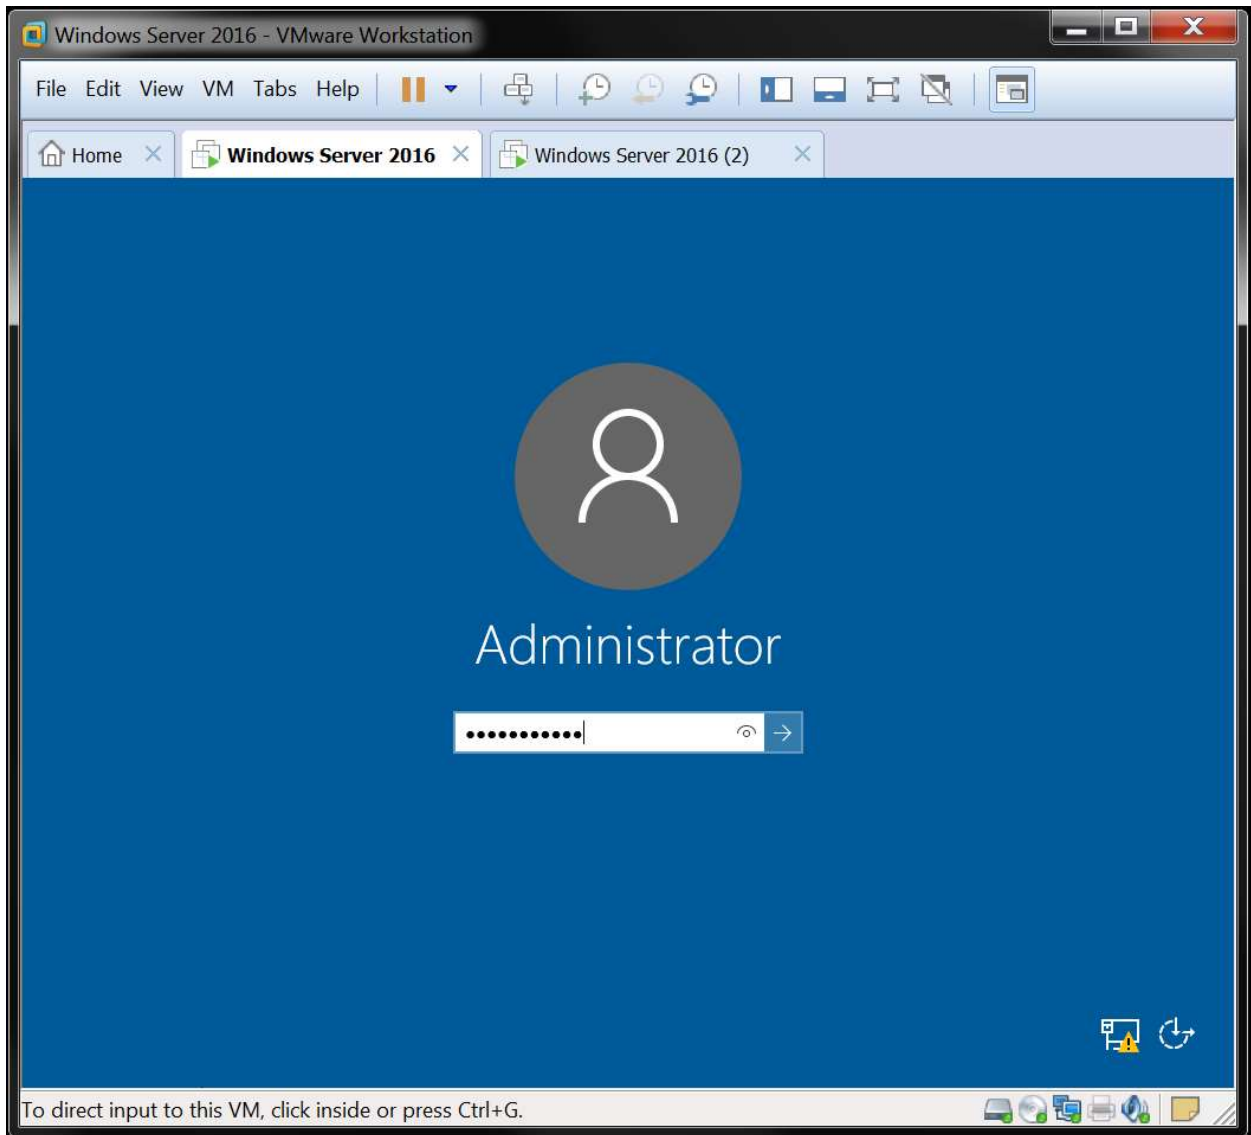 Windows Server 2016 - VMware Workstation
File Edit View VM Tabs Help
Home Windows Server 2016 Windows Server 2016 (2)
Administrator
To direct input to this VM, click inside or press Ctrl+G.